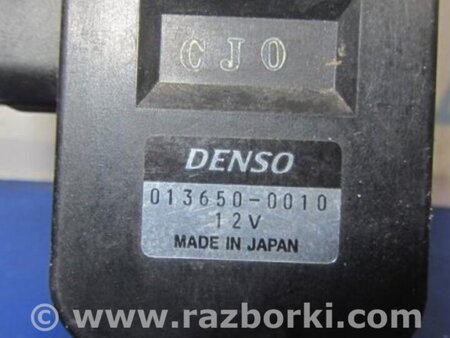 CJO
DENSO
013650-0010
12V
MADE IN JAPAN
www.razborki.com